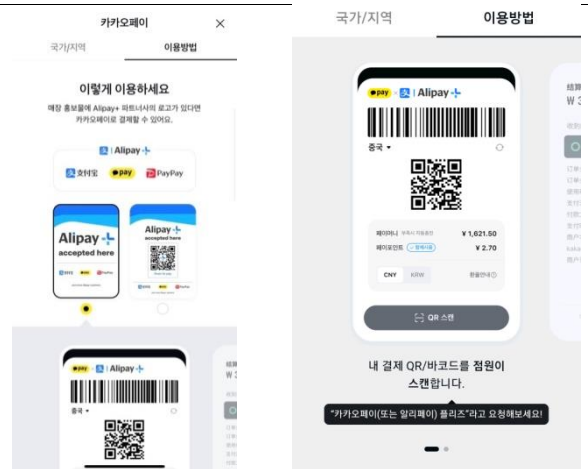 카카오페이
국가/지역
이용방법
이렇게 이용하세요
매장 홍보물에 Alipay+ 파트너사의 로고가 있다면
카카오페이로 결제할 수 있어요.
支 | Alipay+
支付宝 pay PayPay
Alipay+
accepted here
Alipay+
accepted here
pay 支 | Alipay+
중국
국가/지역
이용방법
pay 支 | Alipay+
중국
페이머니 ¥ 1,621.50
페이포인트 ¥ 2.70
CNY KRW 환율안내
QR 스캔
내 결제 QR/바코드를 점원이
스캔합니다.
"카카오페이(또는 알리페이) 플리즈"라고 요청해보세요!